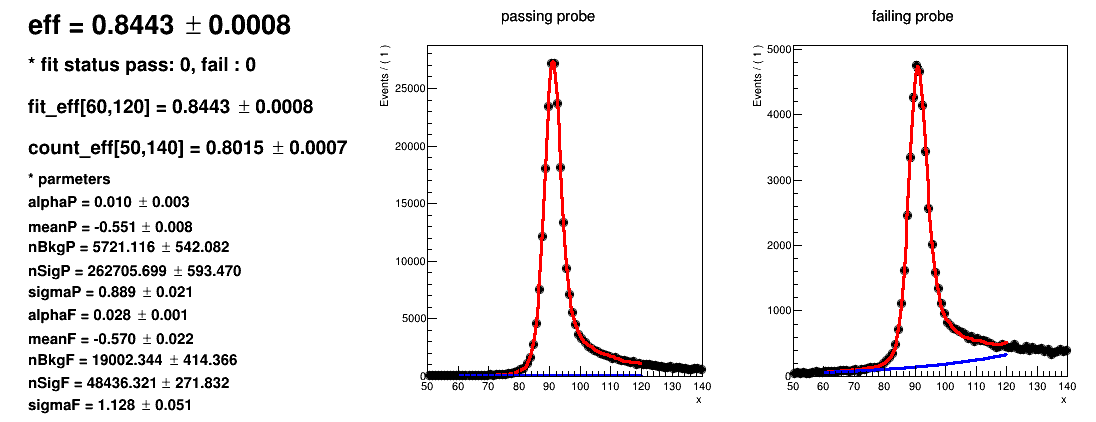 eff = 0.8443 ± 0.0008
* fit status pass: 0, fail : 0
fit_eff[60,120] = 0.8443 ± 0.0008
count_eff[50,140] = 0.8015 ± 0.0007
* parmeters
alphaP = 0.010 ± 0.003
meanP = -0.551 ± 0.008
nBkgP = 5721.116 ± 542.082
nSigP = 262705.699 ± 593.470
sigmaP = 0.889 ± 0.021
alphaF = 0.028 ± 0.001
meanF = -0.570 ± 0.022
nBkgF = 19002.344 ± 414.366
nSigF = 48436.321 ± 271.832
sigmaF = 1.128 ± 0.051
passing probe
Events / ( 1 )
25000
20000
15000
10000
5000
0
50 60 70 80 90 100 110 120 130 140
x
failing probe
Events / ( 1 )
5000
4000
3000
2000
1000
0
50 60 70 80 90 100 110 120 130 140
x